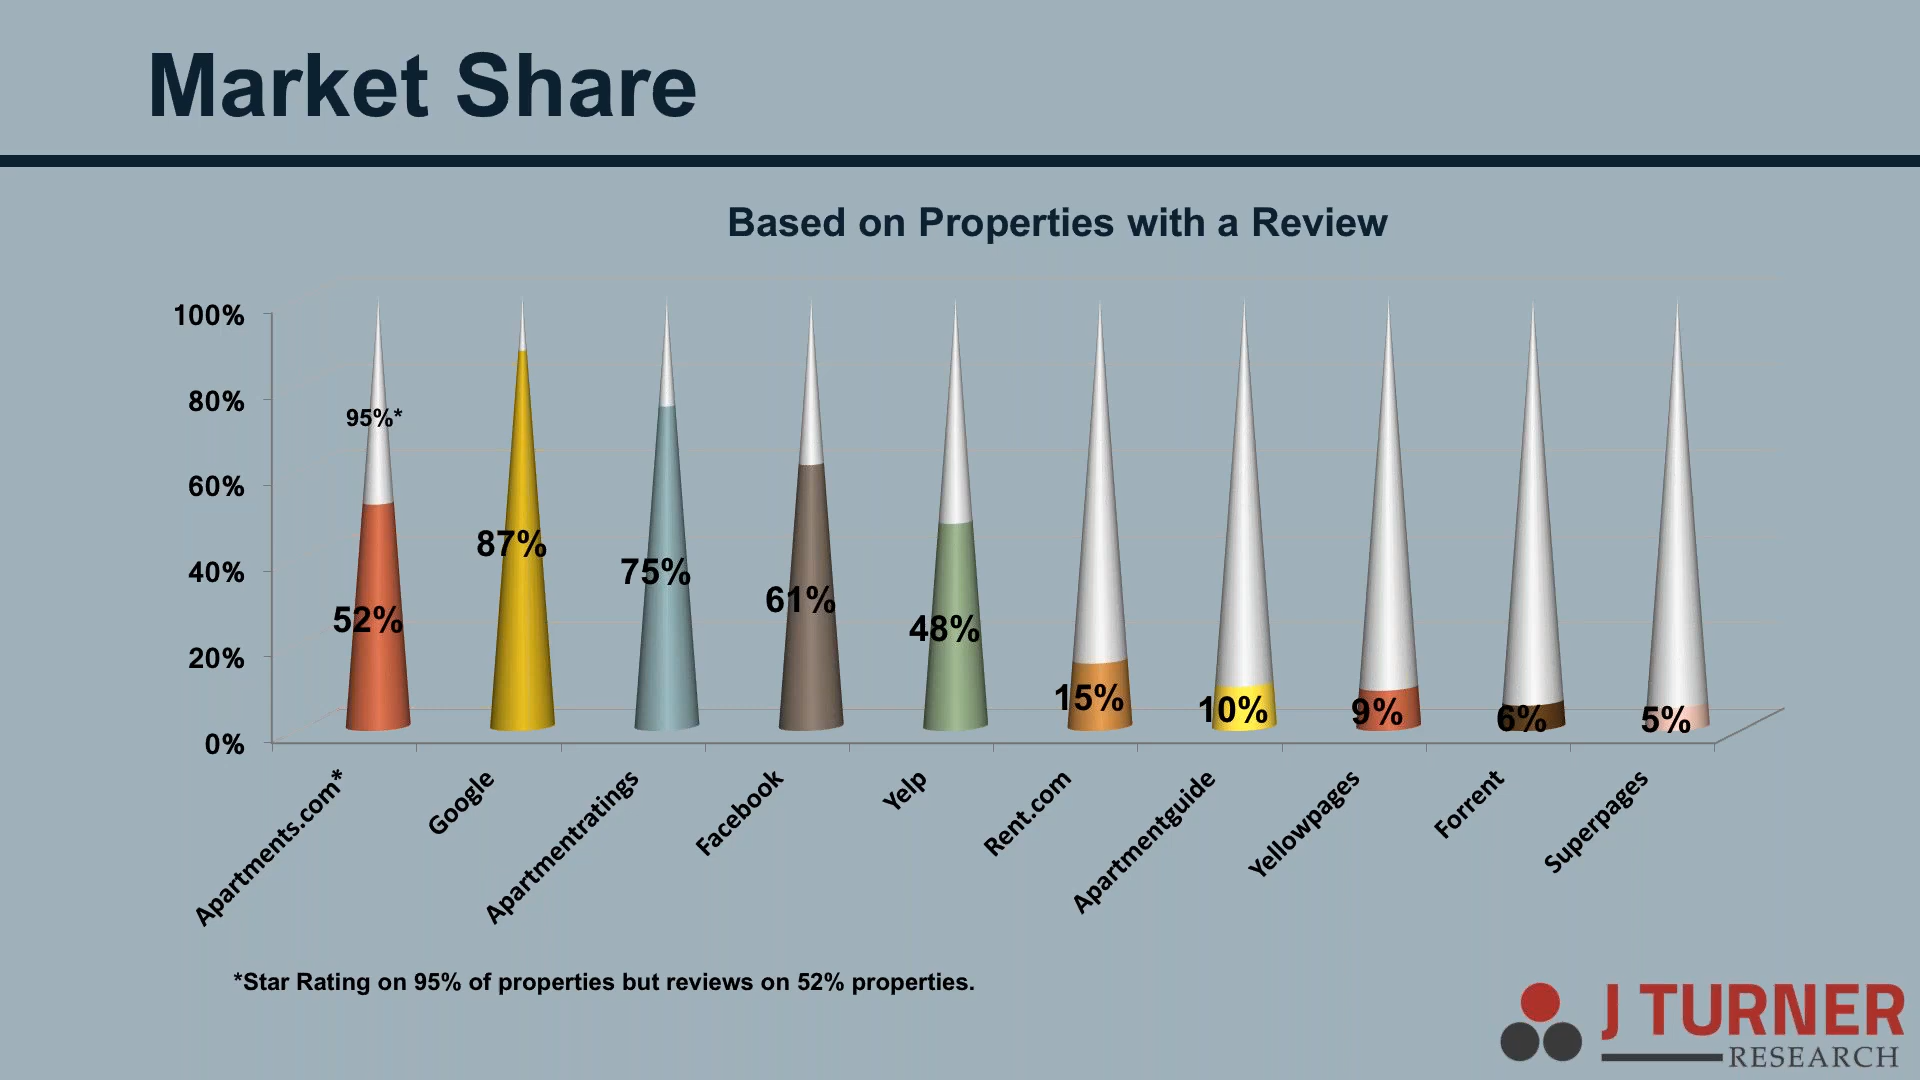 Market Share
Based on Properties with a Review
100%
80%
60%
40%
20%
0%
95%*
52%
87%
75%
61%
48%
15%
10%
9%
6%
5%
Apartments.com*
Google
Apartmentratings
Facebook
Yelp
Rent.com
Apartmentguide
Yellowpages
Forrent
Superpages
*Star Rating on 95% of properties but reviews on 52% properties.
J TURNER
RESEARCH